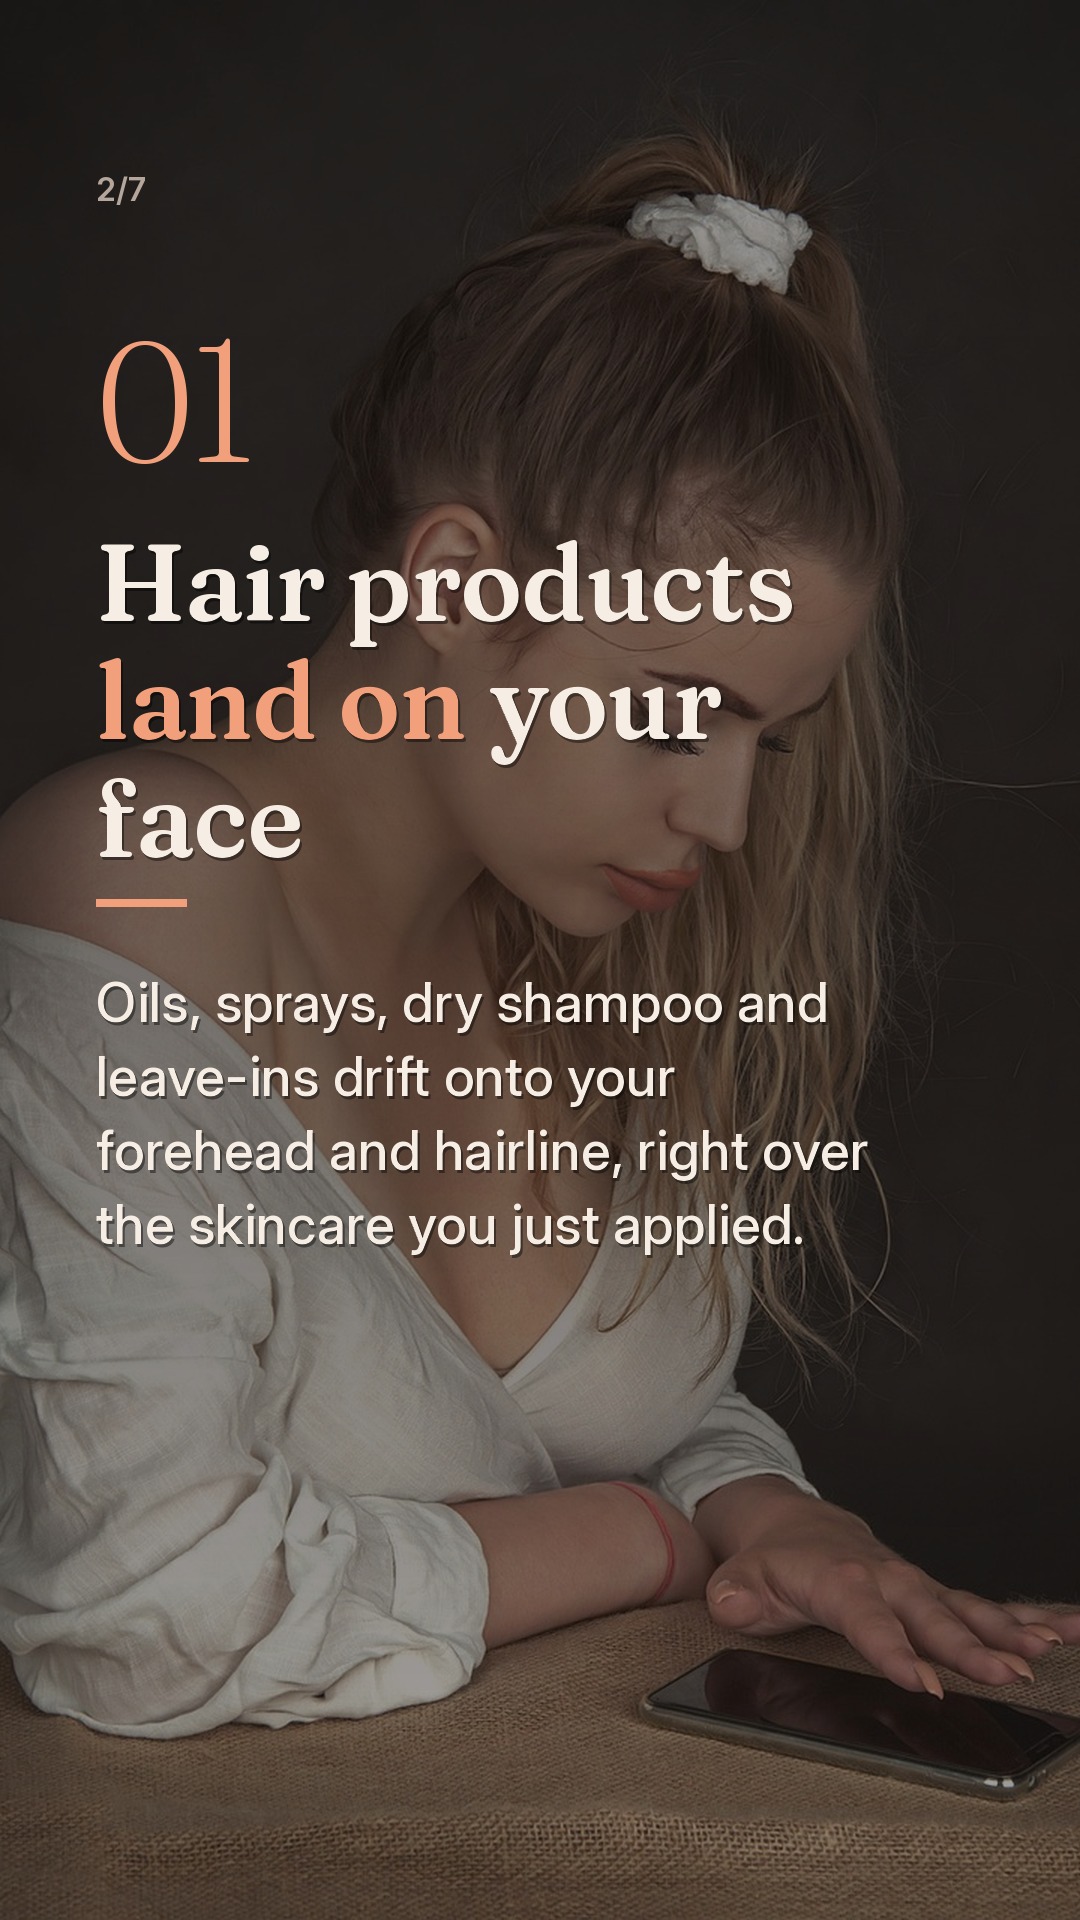 2/7
01
Hair products
land on your
face
Oils, sprays, dry shampoo and
leave-ins drift onto your
forehead and hairline, right over
the skincare you just applied.